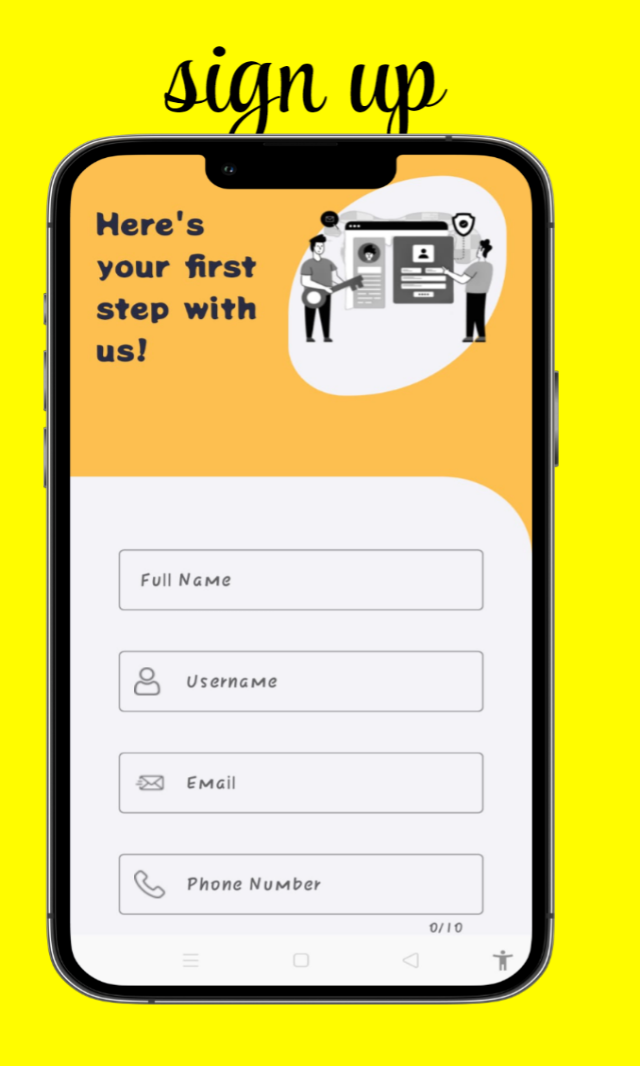 sign up
Here's
your first
step with
us!
Full Name
Username
Email
Phone Number
0/10